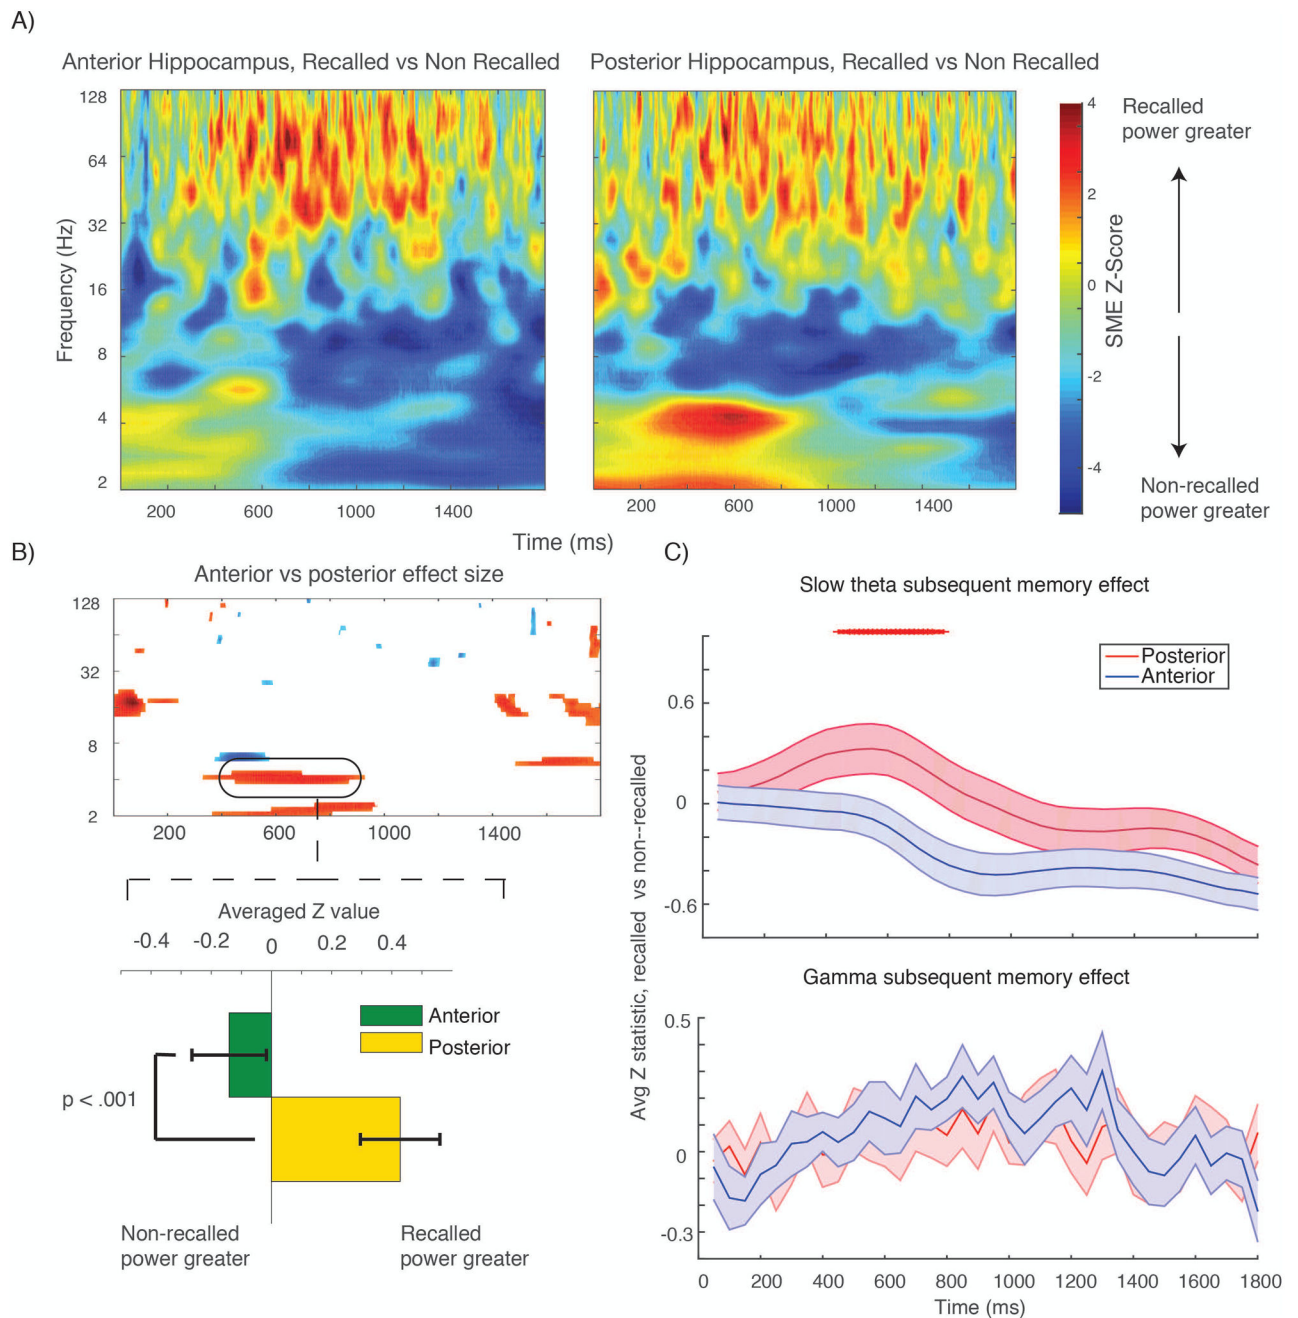 A)
Anterior Hippocampus, Recalled vs Non Recalled
Posterior Hippocampus, Recalled vs Non Recalled
128
64
32
16
8
4
2
Frequency (Hz)
200 600 1000 1400
200 600 1000 1400
Time (ms)
4
2
0
-2
-4
SME Z-Score
Recalled
power greater
Non-recalled
power greater
B)
Anterior vs posterior effect size
128
32
8
2
200 600 1000 1400
Averaged Z value
-0.4 -0.2 0 0.2 0.4
Anterior
Posterior
p < .001
Non-recalled
power greater
Recalled
power greater
C)
Slow theta subsequent memory effect
Posterior
Anterior
0.6
0
-0.6
Avg Z statistic, recalled vs non--recalled
Gamma subsequent memory effect
0.5
0
-0.3
0 200 400 600 800 1000 1200 1400 1600 1800
Time (ms)